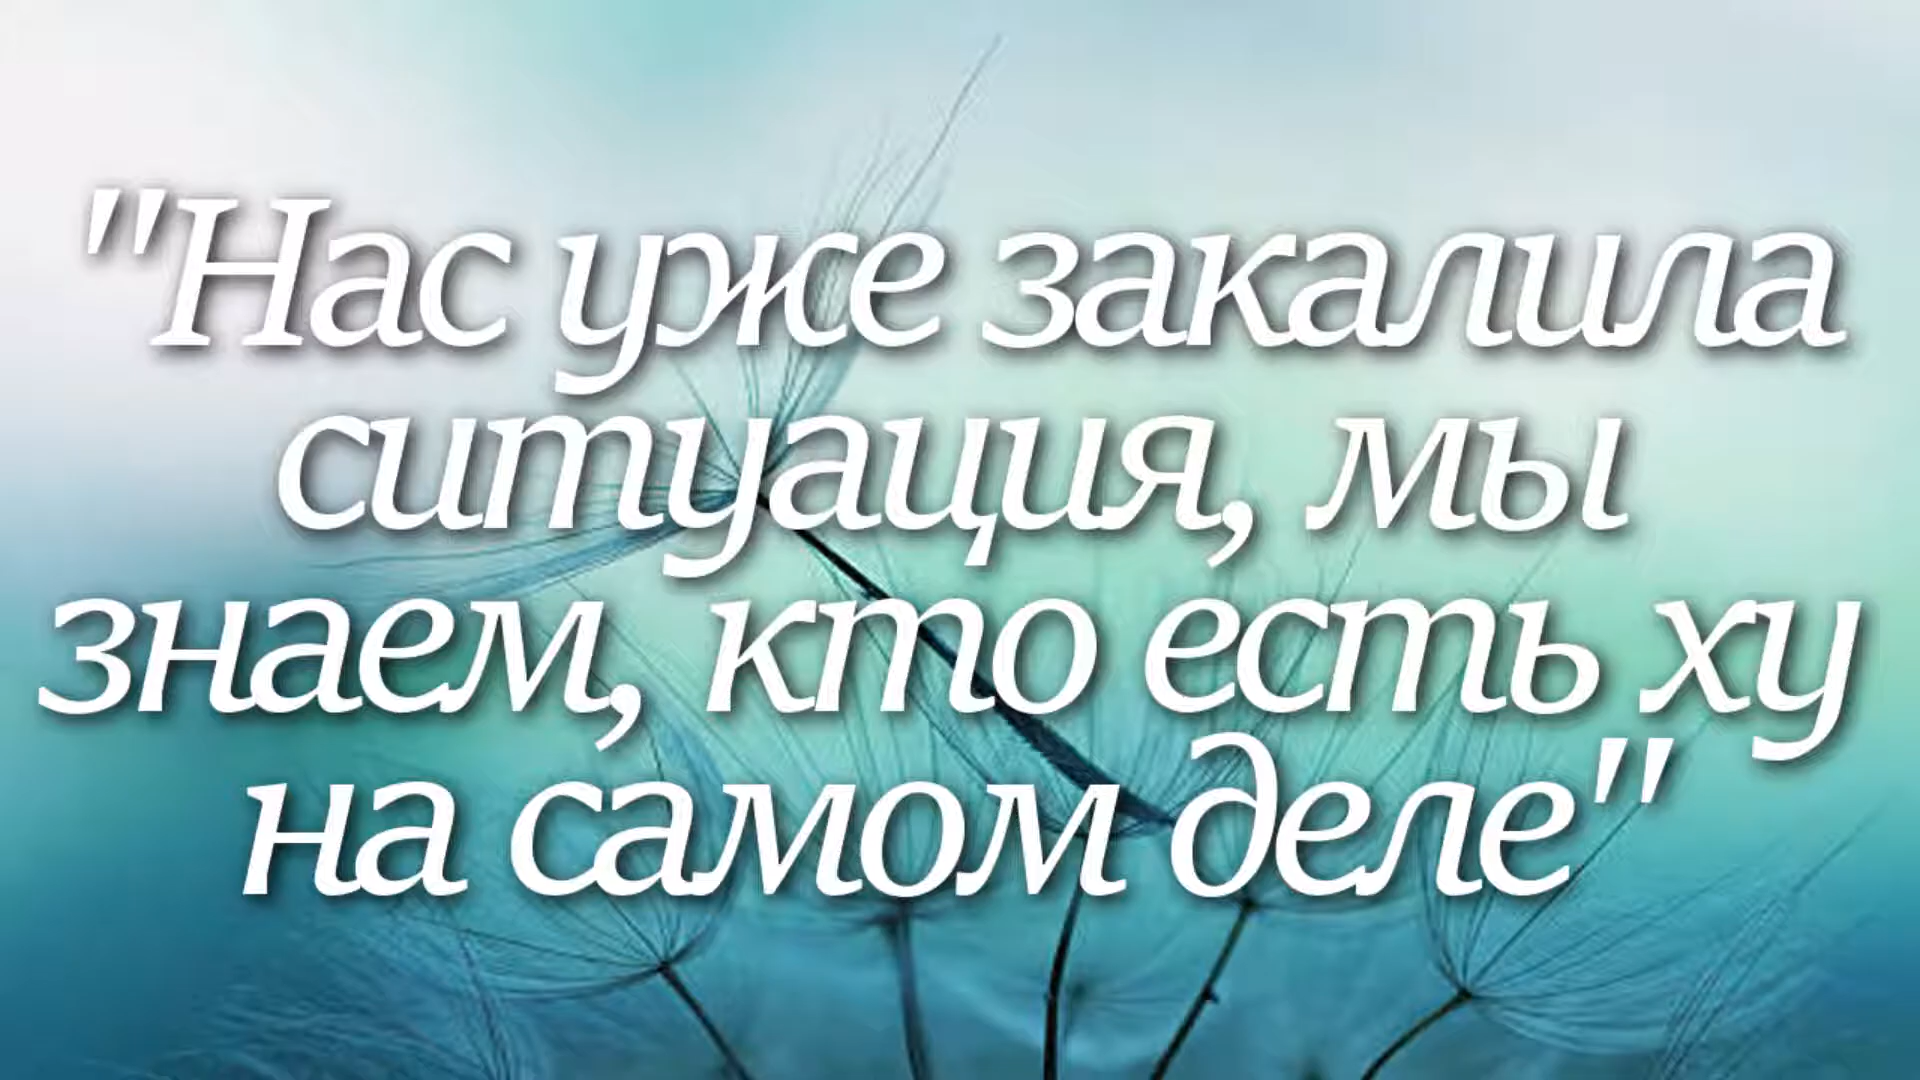 "Нас уже закалила
ситуация, мы
знаем, кто есть ху
на самом деле"